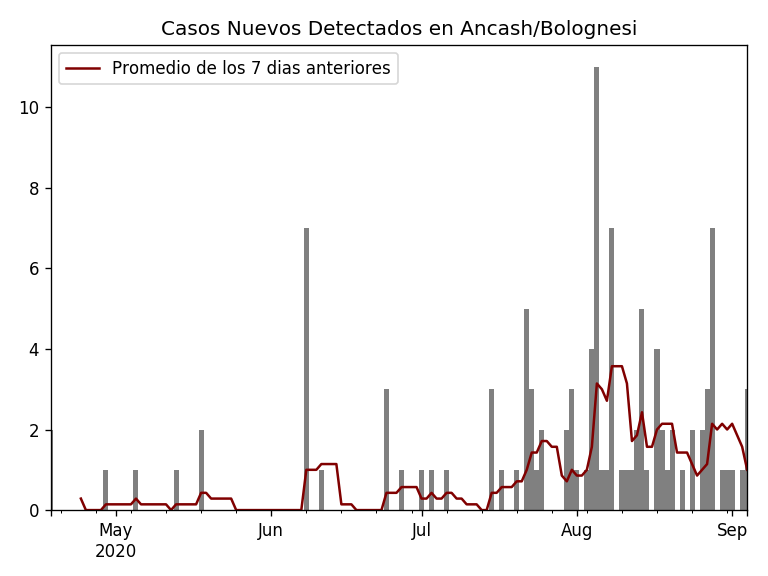 Casos Nuevos Detectados en Ancash/Bolognesi
Promedio de los 7 dias anteriores
10
8
6
4
2
0
May Jun Jul Aug Sep
2020